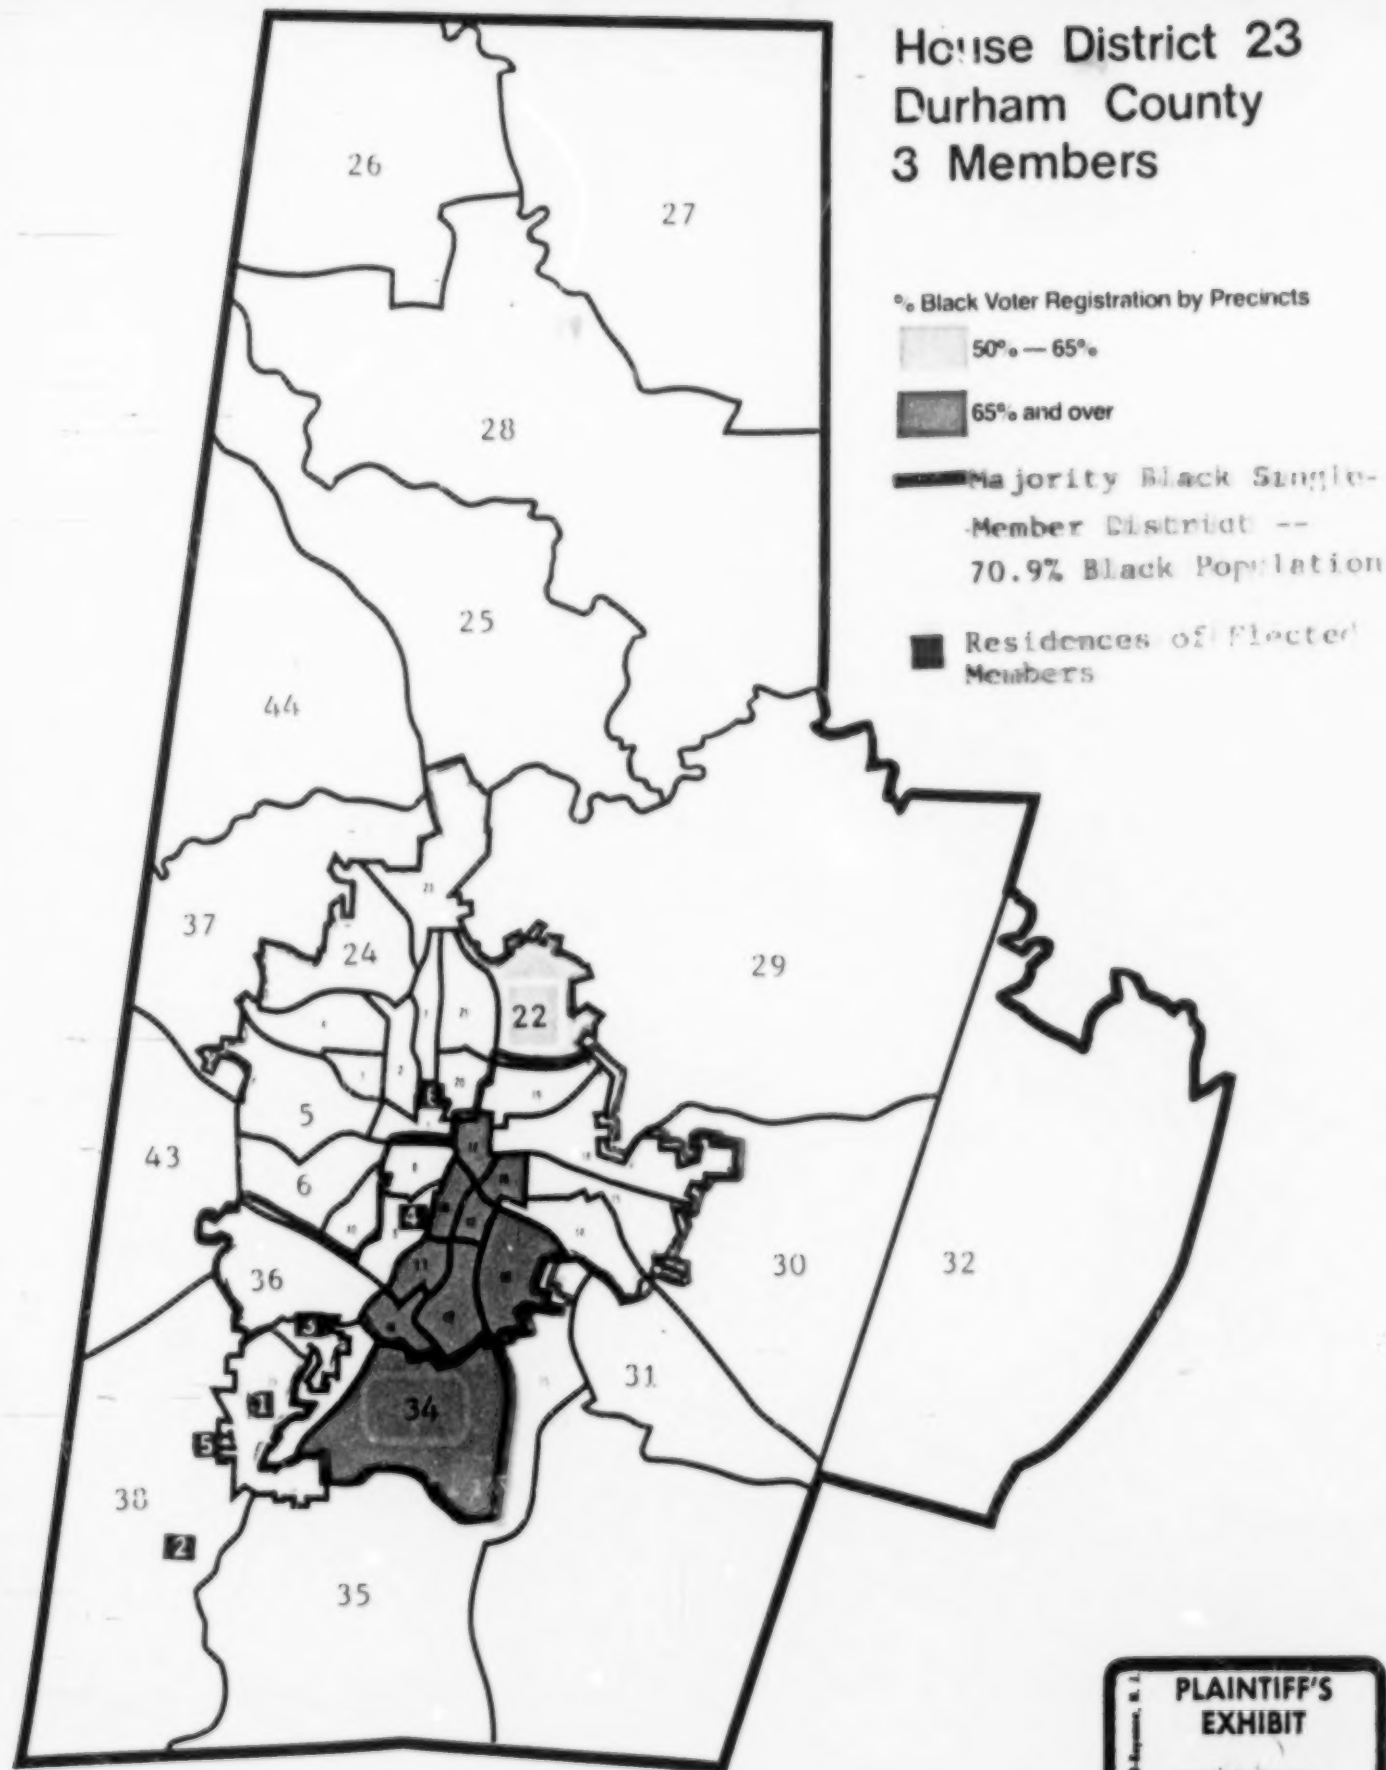 House District 23
Durham County
3 Members
% Black Voter Registration by Precincts
50% — 65%
65% and over
Majority Black Single-
-Member District --
70.9% Black Population
Residences of Elected
Members
26
27
28
25
44
37
24
29
22
5
43
6
4
36
30
32
3
31
1
34
5
38
2
35
PLAINTIFF'S
EXHIBIT